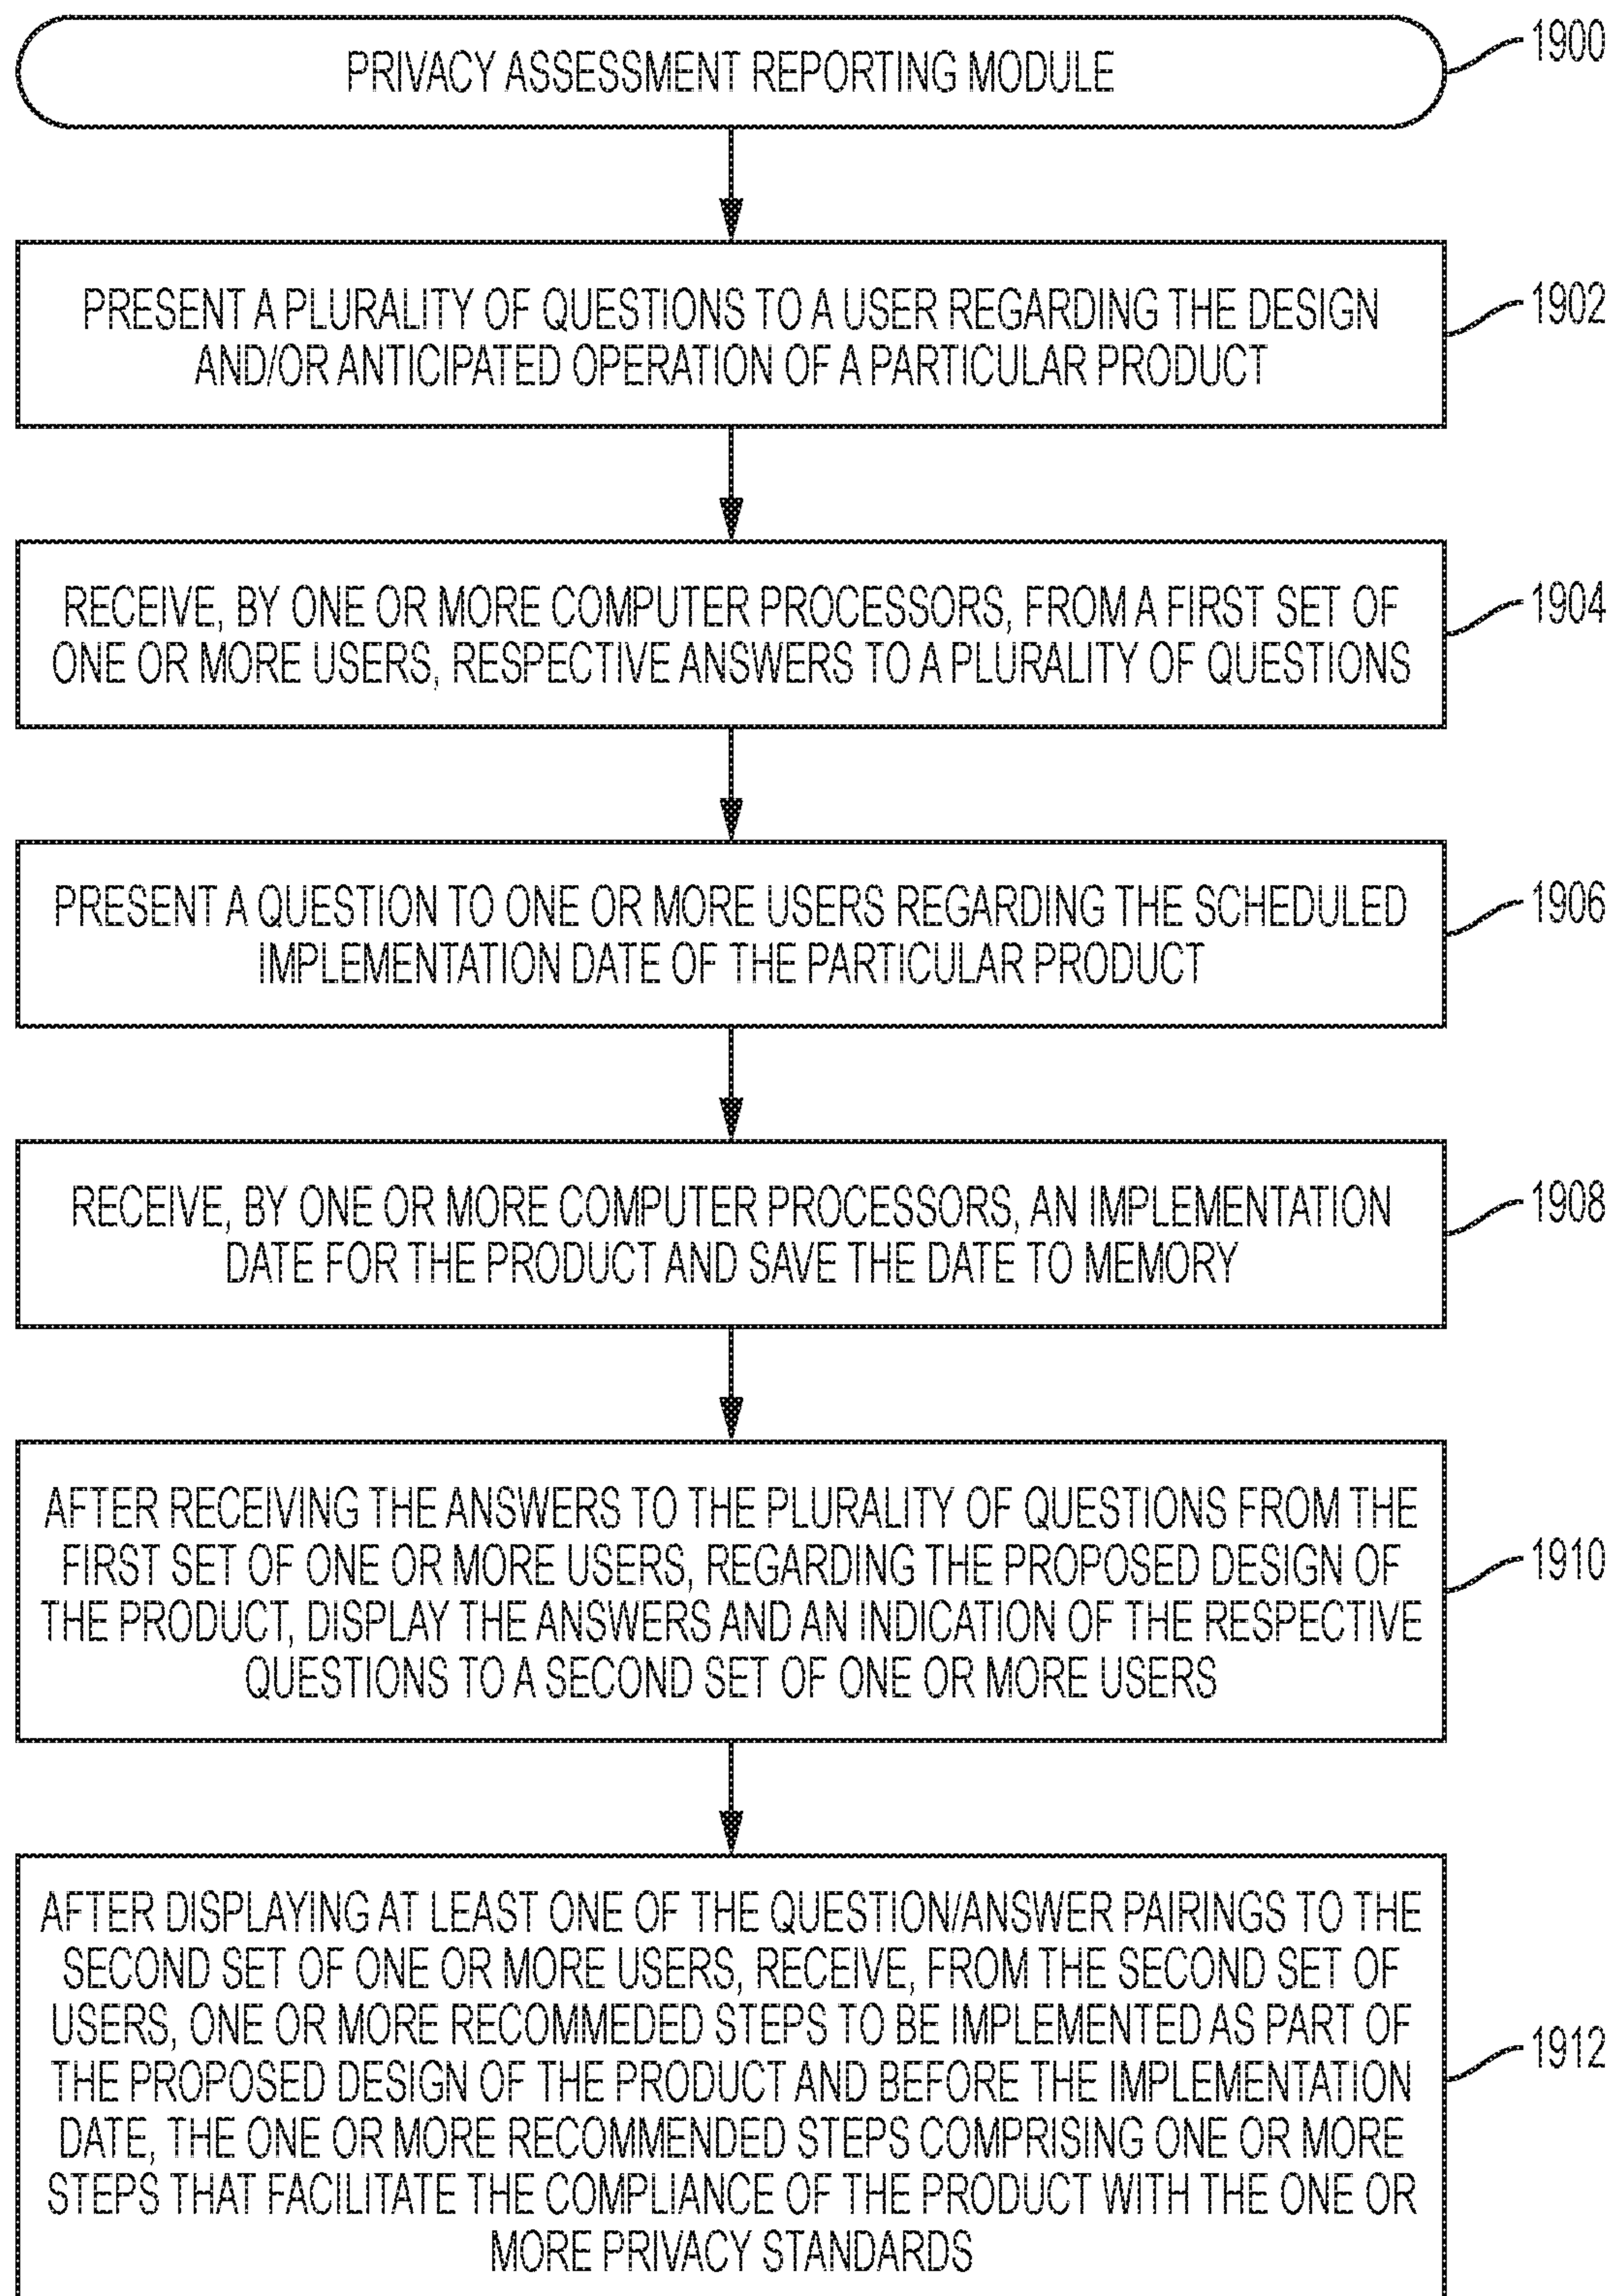 PRIVACY ASSESSMENT REPORTING MODULE
1900
PRESENT A PLURALITY OF QUESTIONS TO A USER REGARDING THE DESIGN
AND/OR ANTICIPATED OPERATION OF A PARTICULAR PRODUCT
1902
RECEIVE, BY ONE OR MORE COMPUTER PROCESSORS, FROM A FIRST SET OF
ONE OR MORE USERS, RESPECTIVE ANSWERS TO A PLURALITY OF QUESTIONS
1904
PRESENT A QUESTION TO ONE OR MORE USERS REGARDING THE SCHEDULED
IMPLEMENTATION DATE OF THE PARTICULAR PRODUCT
1906
RECEIVE, BY ONE OR MORE COMPUTER PROCESSORS, AN IMPLEMENTATION
DATE FOR THE PRODUCT AND SAVE THE DATE TO MEMORY
1908
AFTER RECEIVING THE ANSWERS TO THE PLURALITY OF QUESTIONS FROM THE
FIRST SET OF ONE OR MORE USERS, REGARDING THE PROPOSED DESIGN OF
THE PRODUCT, DISPLAY THE ANSWERS AND AN INDICATION OF THE RESPECTIVE
QUESTIONS TO A SECOND SET OF ONE OR MORE USERS
1910
AFTER DISPLAYING AT LEAST ONE OF THE QUESTION/ANSWER PAIRINGS TO THE
SECOND SET OF ONE OR MORE USERS, RECEIVE, FROM THE SECOND SET OF
USERS, ONE OR MORE RECOMMEDED STEPS TO BE IMPLEMENTED AS PART OF
THE PROPOSED DESIGN OF THE PRODUCT AND BEFORE THE IMPLEMENTATION
DATE, THE ONE OR MORE RECOMMENDED STEPS COMPRISING ONE OR MORE
STEPS THAT FACILITATE THE COMPLIANCE OF THE PRODUCT WITH THE ONE OR
MORE PRIVACY STANDARDS
1912